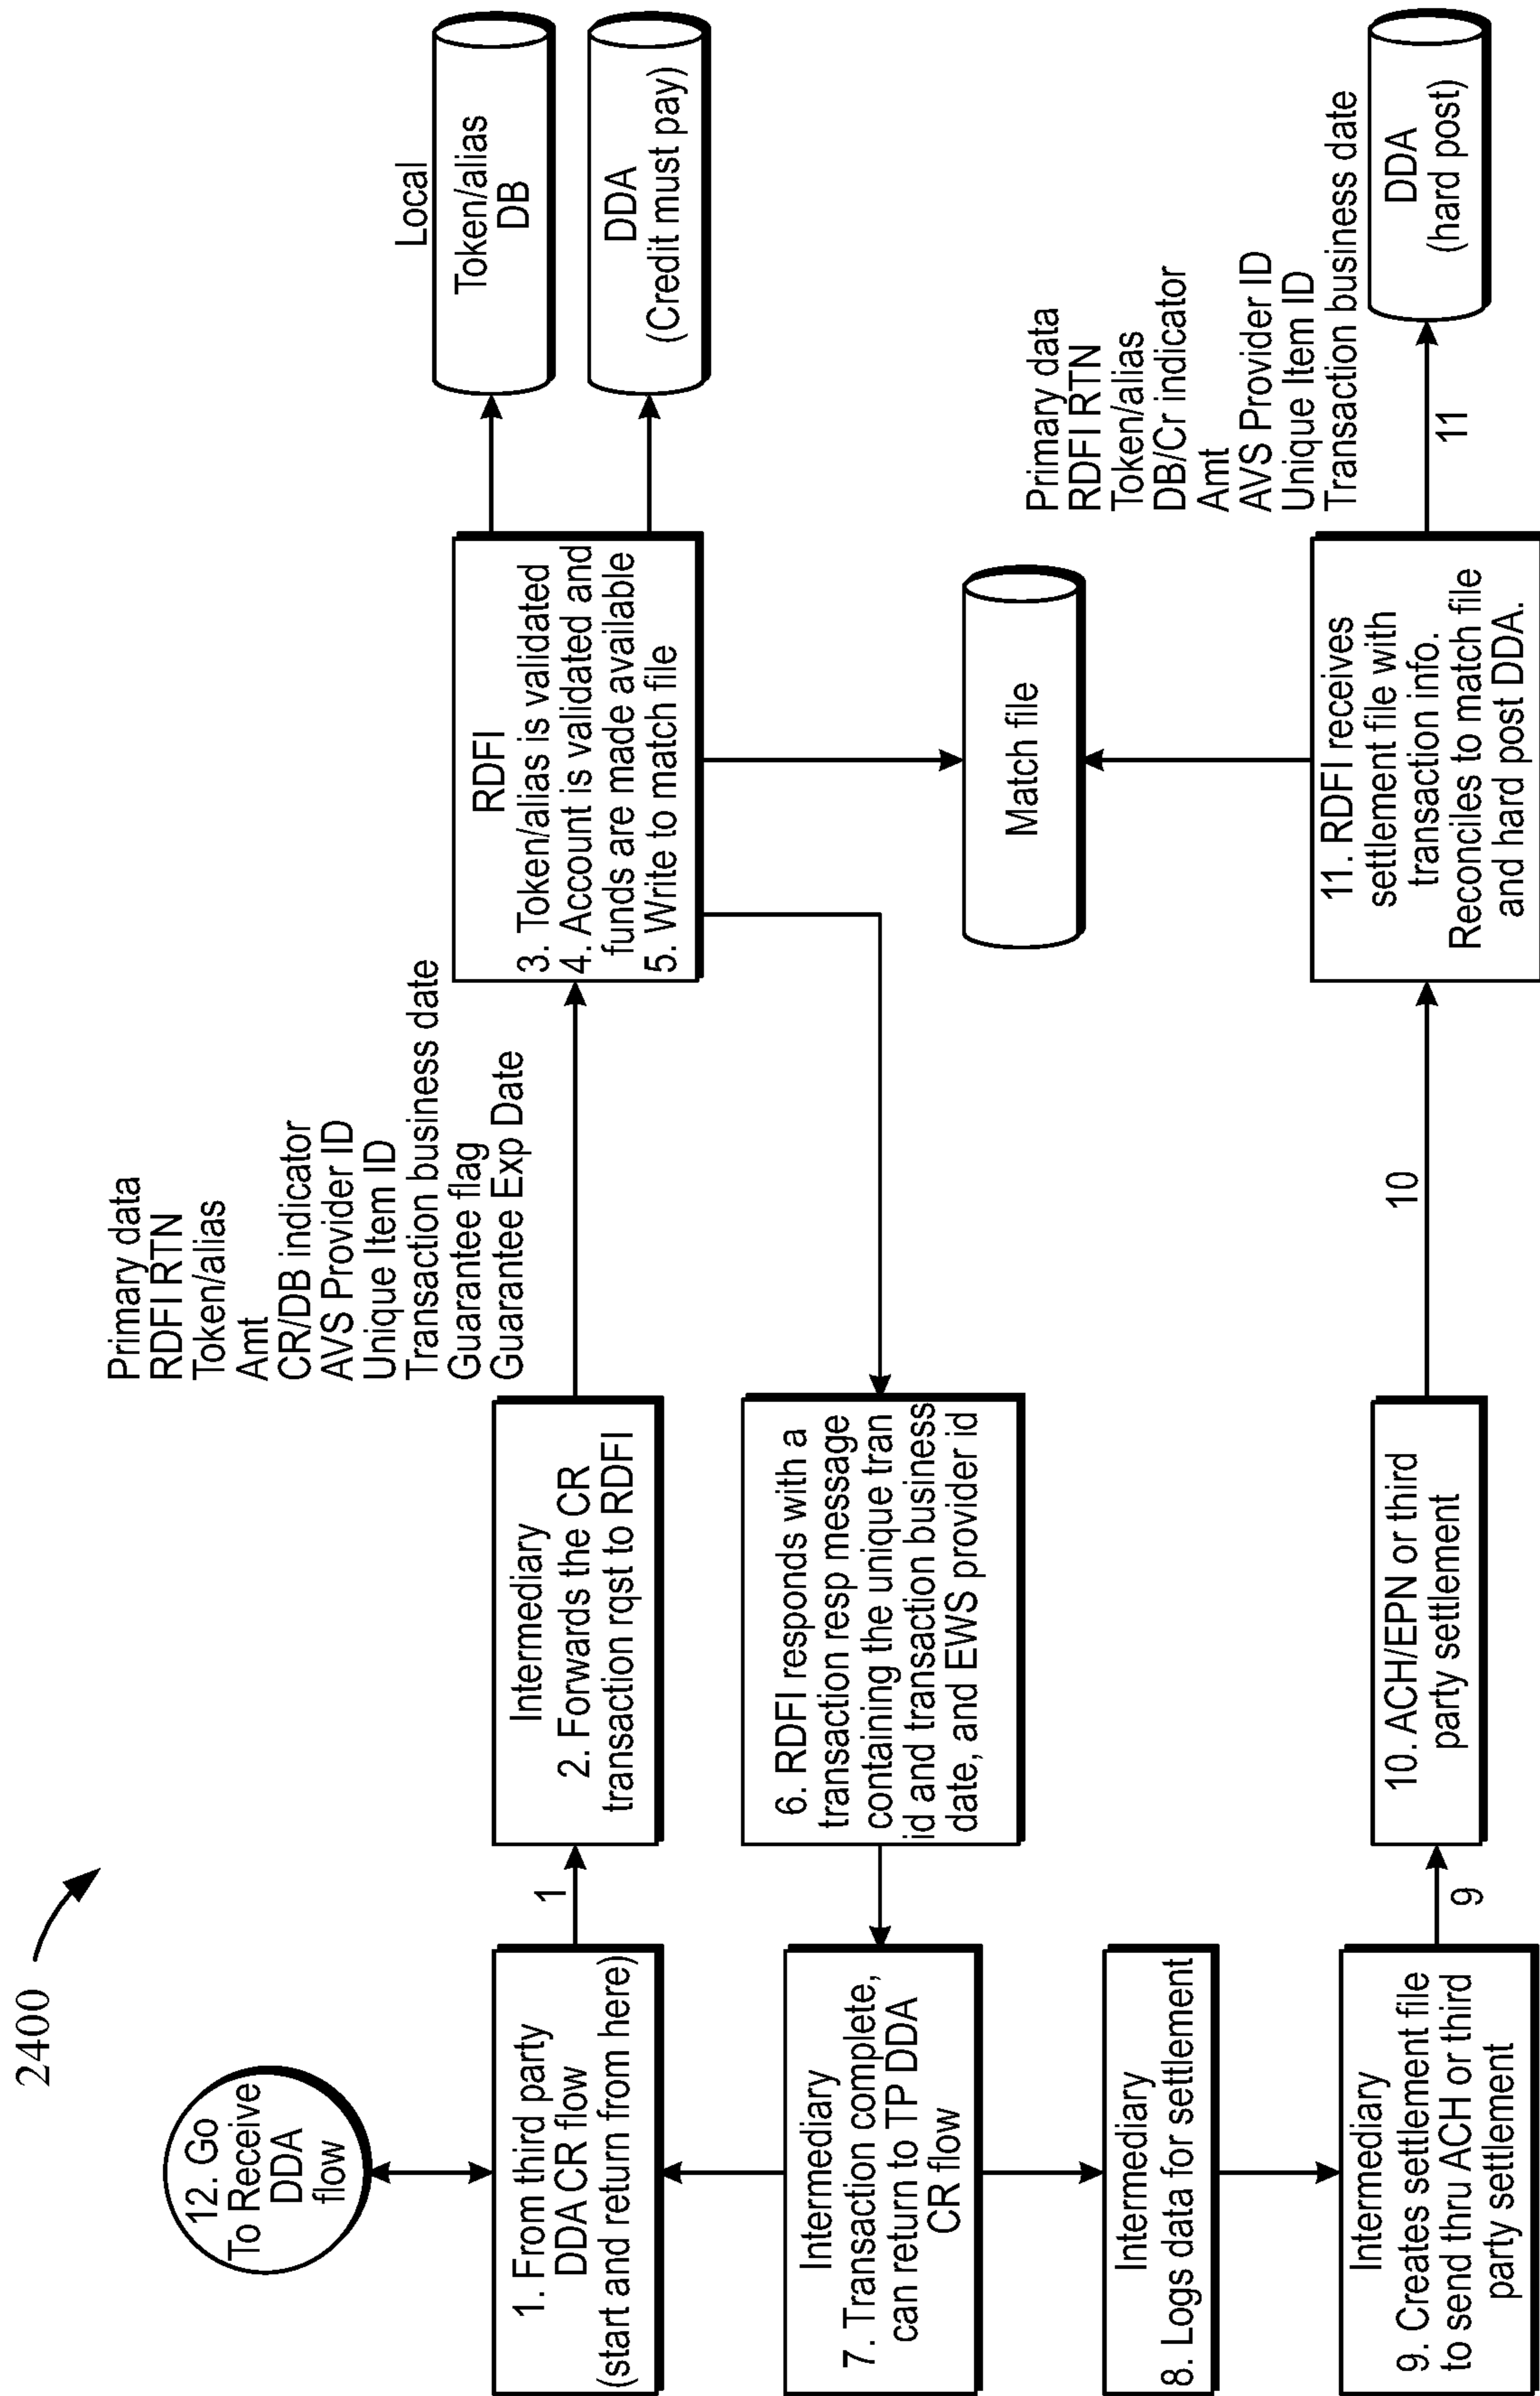 2400
12. Go
To Receive
DDA
flow
1. From third party
DDA CR flow
(start and return from here)
1
Intermediary
2. Forwards the CR
transaction rqst to RDFI
Primary data
RDFI RTN
Token/alias
Amt
CR/DB indicator
AVS Provider ID
Unique Item ID
Transaction business date
Guarantee flag
Guarantee Exp Date
RDFI
3. Token/alias is validated
4. Account is validated and
funds are made available
5. Write to match file
Local
Token/alias
DB
DDA
(Credit must pay)
Intermediary
7. Transaction complete,
can return to TP DDA
CR flow
6. RDFI responds with a
transaction resp message
containing the unique tran
id and transaction business
date, and EWS provider id
Match file
Intermediary
8. Logs data for settlement
Intermediary
9. Creates settlement file
to send thru ACH or third
party settlement
9
10. ACH/EPN or third
party settlement
10
11. RDFI receives
settlement file with
transaction info.
Reconciles to match file
and hard post DDA.
Primary data
RDFI RTN
Token/alias
DB/Cr indicator
Amt
AVS Provider ID
Unique Item ID
Transaction business date
11
DDA
(hard post)